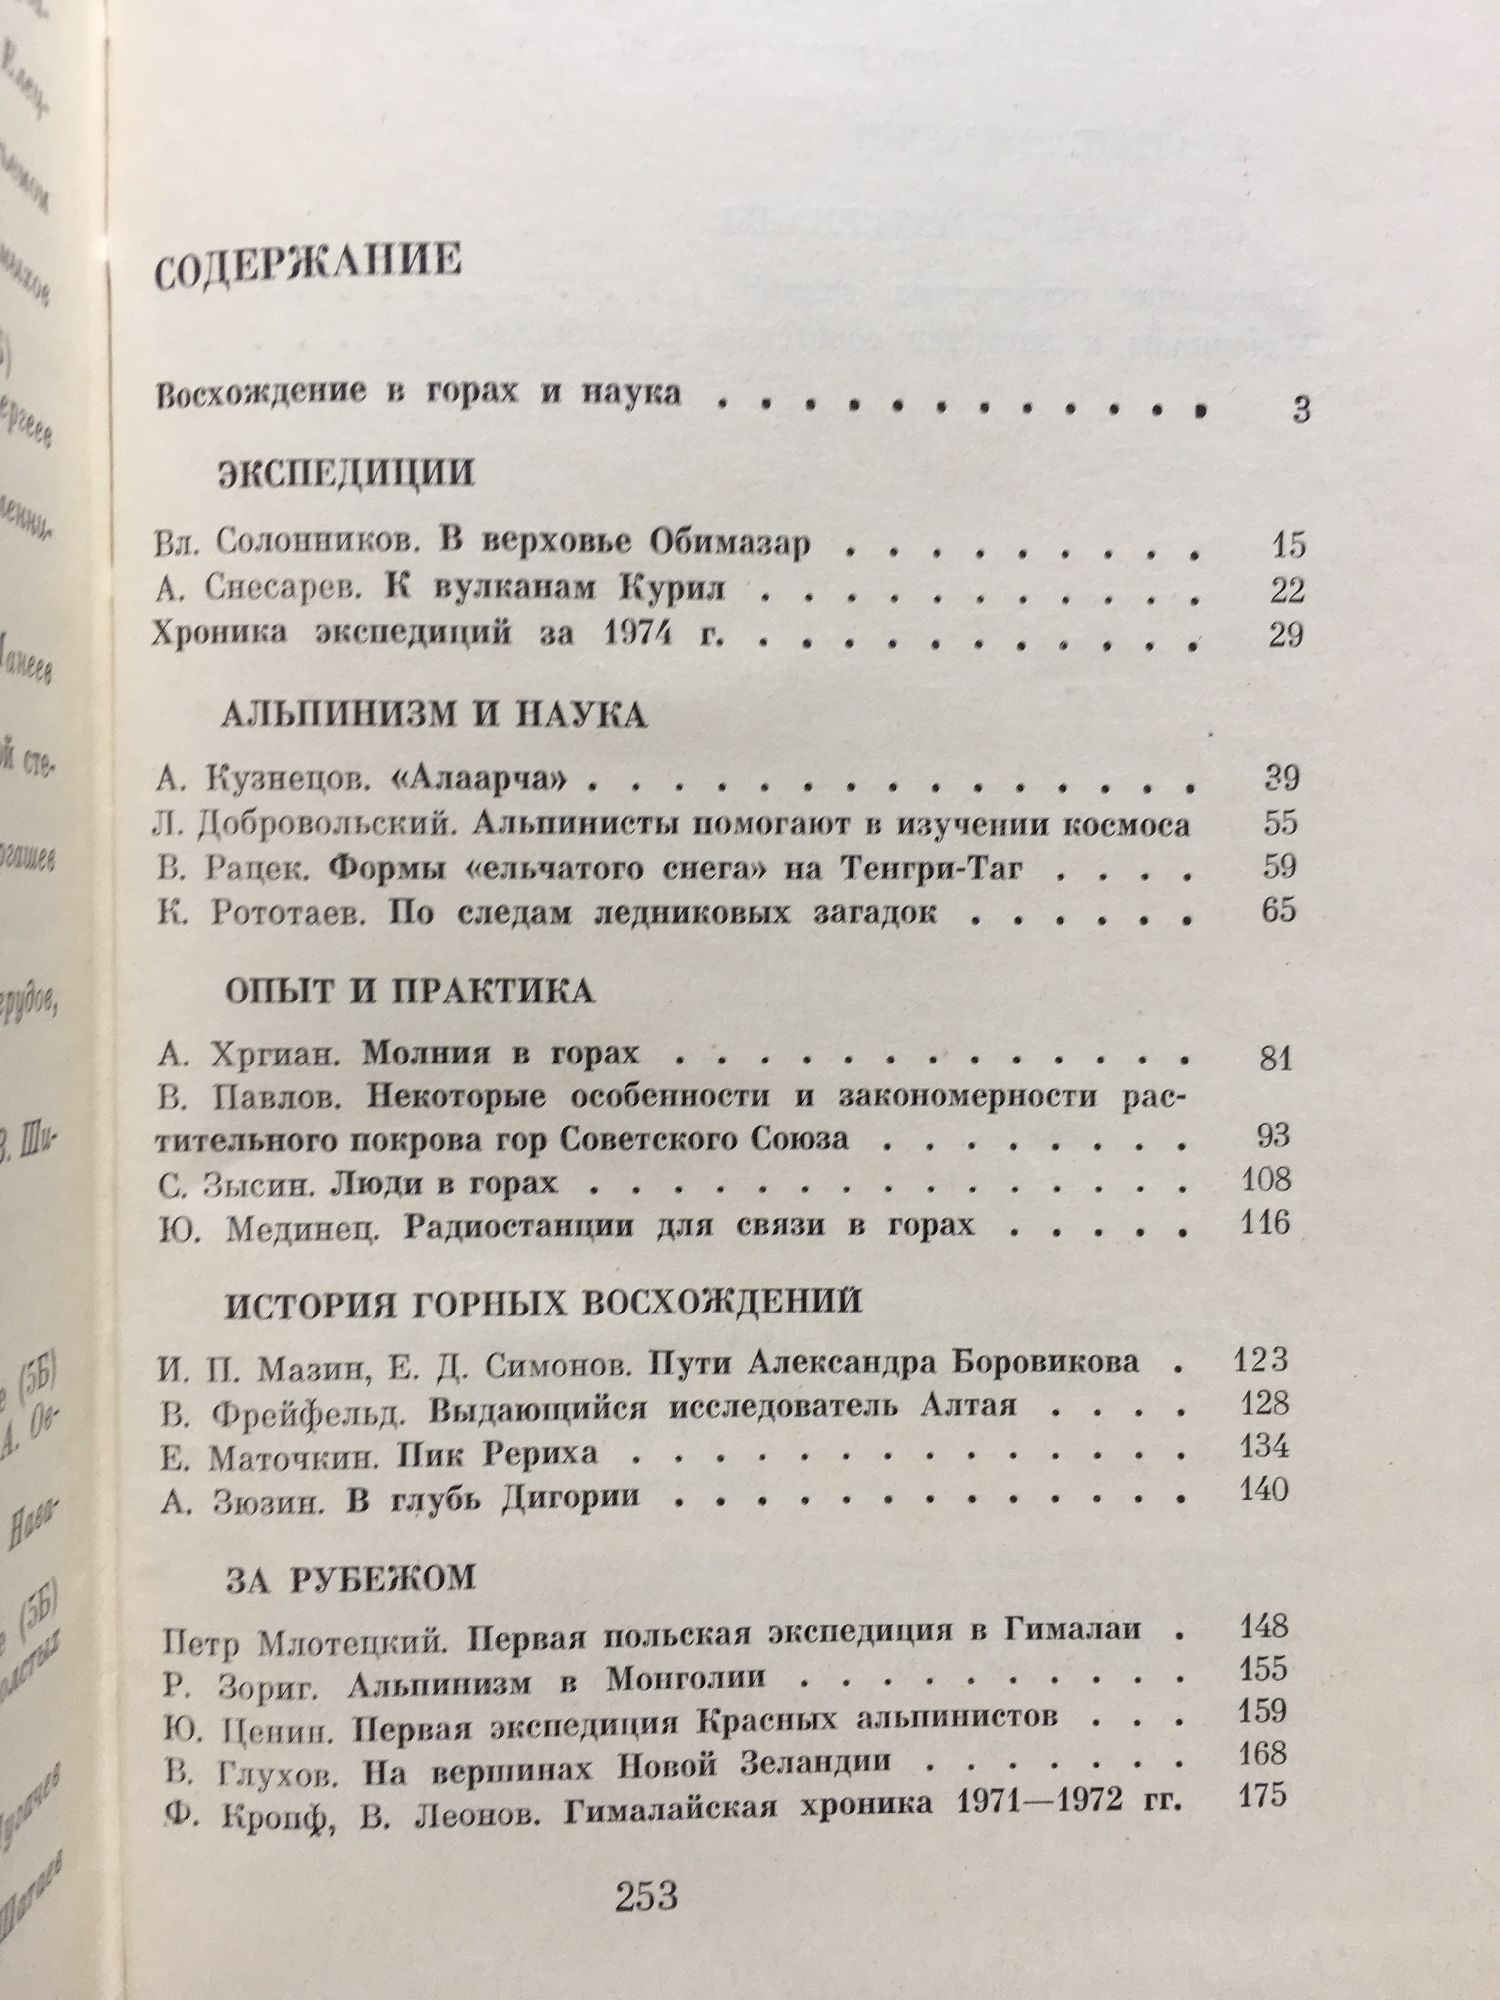 СОДЕРЖАНИЕ
Восхождение в горах и наука . . . . . . . . . . . . 3
ЭКСПЕДИЦИИ
Вл. Солонников. В верховье Обимазар . . . . . . . . . 15
А. Снесарев. К вулканам Курил . . . . . . . . . . . 22
Хроника экспедиций за 1974 г. . . . . . . . . . . . 29
АЛЬПИНИЗМ И НАУКА
А. Кузнецов. «Алаарча» . . . . . . . . . . . . . . . 39
Л. Добровольский. Альпинисты помогают в изучении космоса 55
В. Рацек. Формы «ельчатого снега» на Тенгри-Таг . . . . 59
К. Рототаев. По следам ледниковых загадок . . . . . . 65
ОПЫТ И ПРАКТИКА
А. Хргиан. Молния в горах . . . . . . . . . . . . . 81
В. Павлов. Некоторые особенности и закономерности рас-
тительного покрова гор Советского Союза . . . . . . . . 93
С. Зысин. Люди в горах . . . . . . . . . . . . . . . 108
Ю. Мединец. Радиостанции для связи в горах . . . . . 116
ИСТОРИЯ ГОРНЫХ ВОСХОЖДЕНИЙ
И. П. Мазин, Е. Д. Симонов. Пути Александра Боровикова . 123
В. Фрейфельд. Выдающийся исследователь Алтая . . . . 128
Е. Маточкин. Пик Рериха . . . . . . . . . . . . . . 134
А. Зюзин. В глубь Дигории . . . . . . . . . . . . . 140
ЗА РУБЕЖОМ
Петр Млотецкий. Первая польская экспедиция в Гималаи . 148
Р. Зориг. Альпинизм в Монголии . . . . . . . . . . 155
Ю. Ценин. Первая экспедиция Красных альпинистов . . . 159
В. Глухов. На вершинах Новой Зеландии . . . . . . . 168
Ф. Кропф, В. Леонов. Гималайская хроника 1971—1972 гг. 175
253